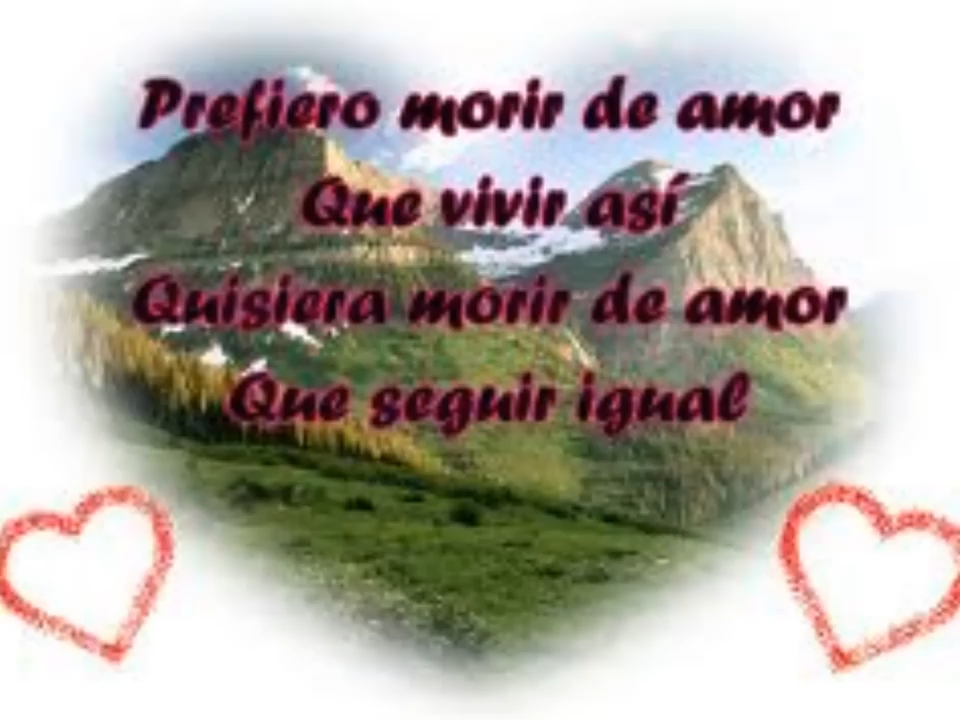 Prefiero morir de amor
Que vivir así
Quisiera morir de amor
Que seguir igual